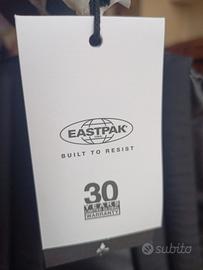 EASTPAK
BUILT TO RESIST
30
YEARS
WARRANTY
subito